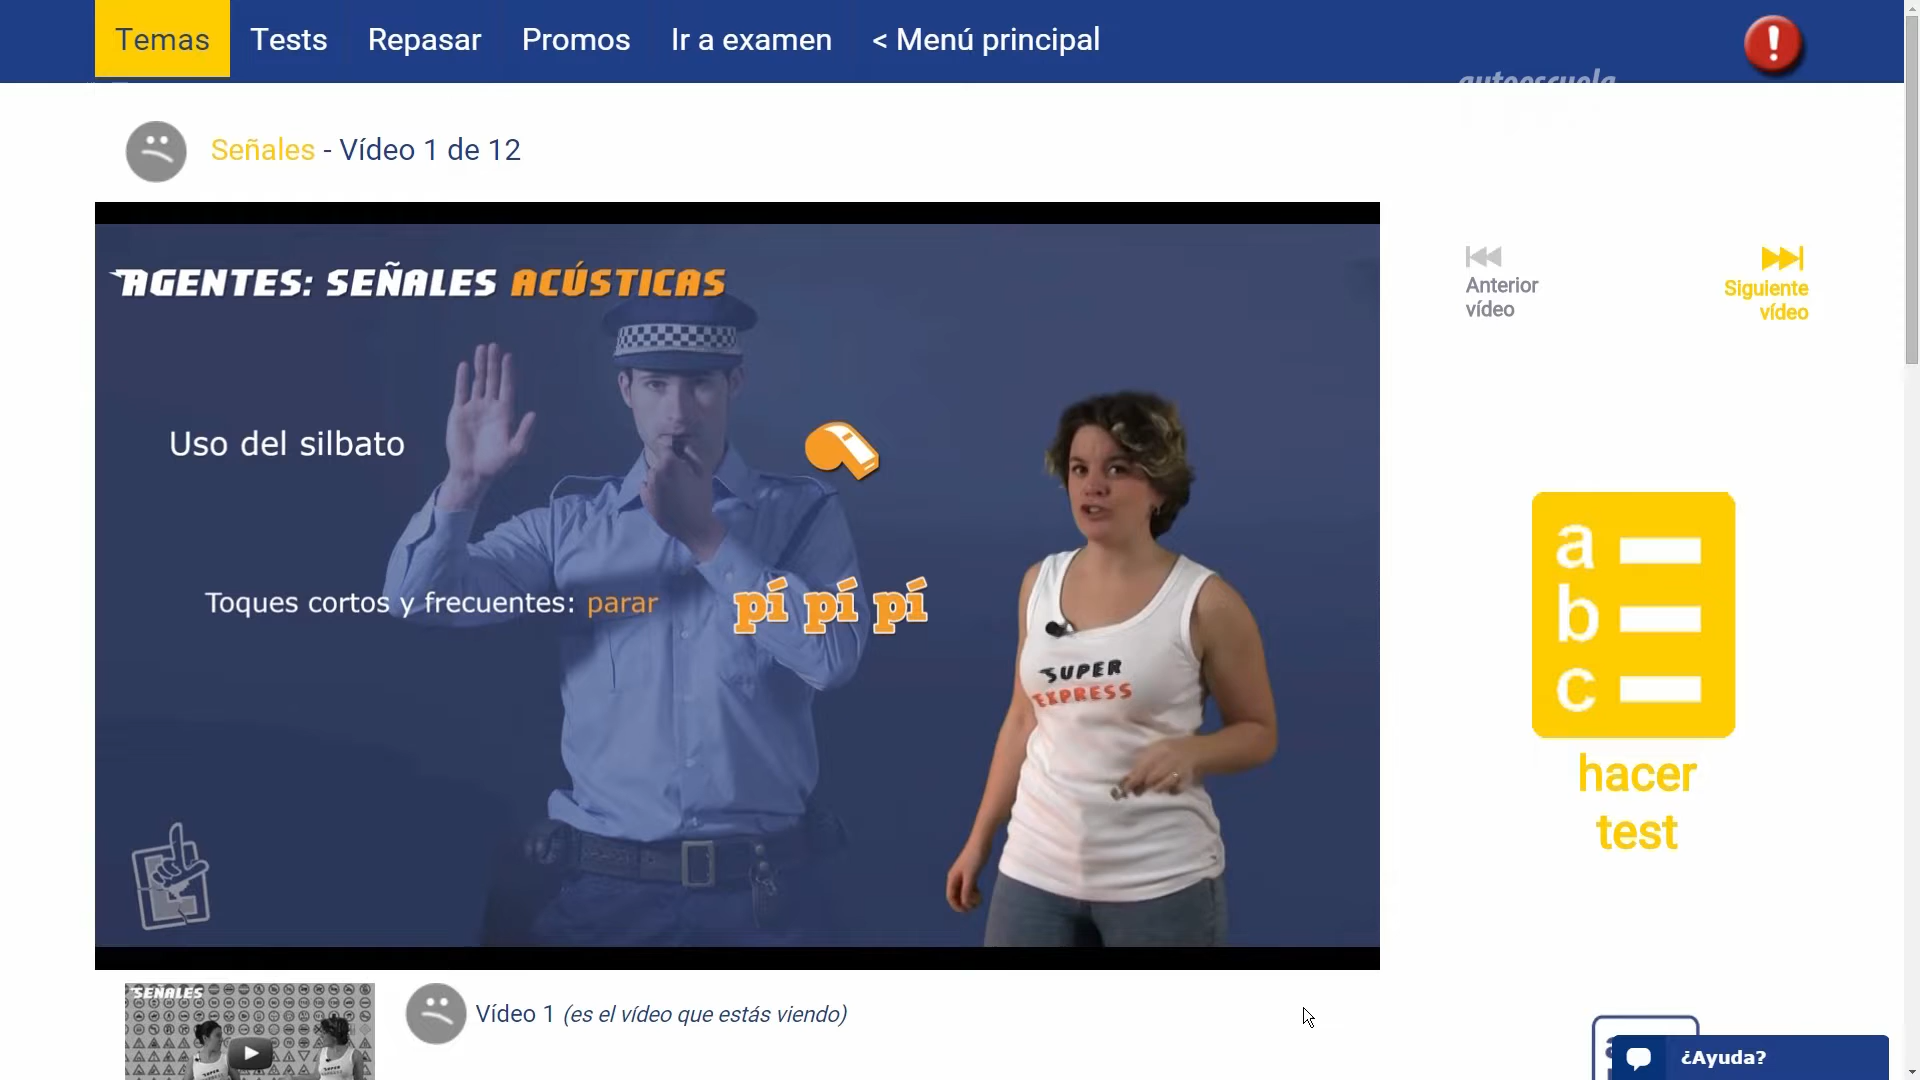 Temas Tests Repasar Promos Ir a examen < Menú principal
autoescuela
Señales - Vídeo 1 de 12
AGENTES: SEÑALES ACÚSTICAS
Anterior
vídeo
Siguiente
vídeo
Uso del silbato
Toques cortos y frecuentes: parar
pí pí pí
SUPER
EXPRESS
a
b
c
hacer
test
SEÑALES
Vídeo 1 (es el vídeo que estás viendo)
¿Ayuda?